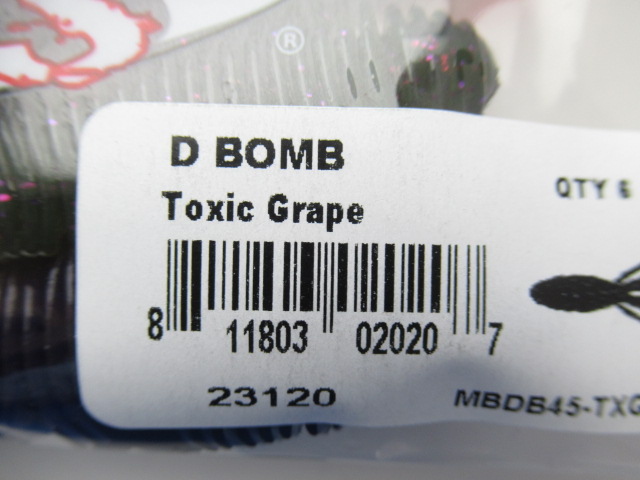 ®
D BOMB
Toxic Grape
QTY 6
8 11803 02020 7
23120 MBDB45-TXG